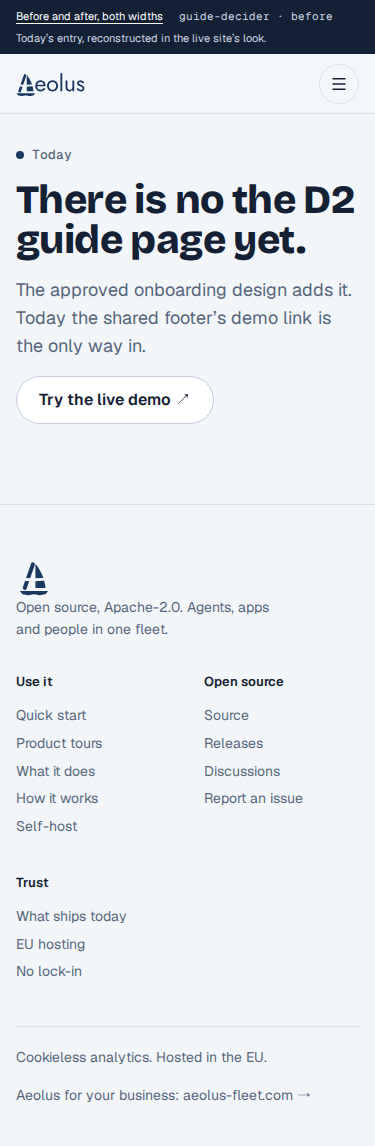 Before and after, both widths guide-decider · before
Today's entry, reconstructed in the live site's look.
Aeolus
Today
There is no the D2
guide page yet.
The approved onboarding design adds it.
Today the shared footer's demo link is
the only way in.
Try the live demo ↗
Open source, Apache-2.0. Agents, apps
and people in one fleet.
Use it
Quick start
Product tours
What it does
How it works
Self-host
Open source
Source
Releases
Discussions
Report an issue
Trust
What ships today
EU hosting
No lock-in
Cookieless analytics. Hosted in the EU.
Aeolus for your business: aeolus-fleet.com →